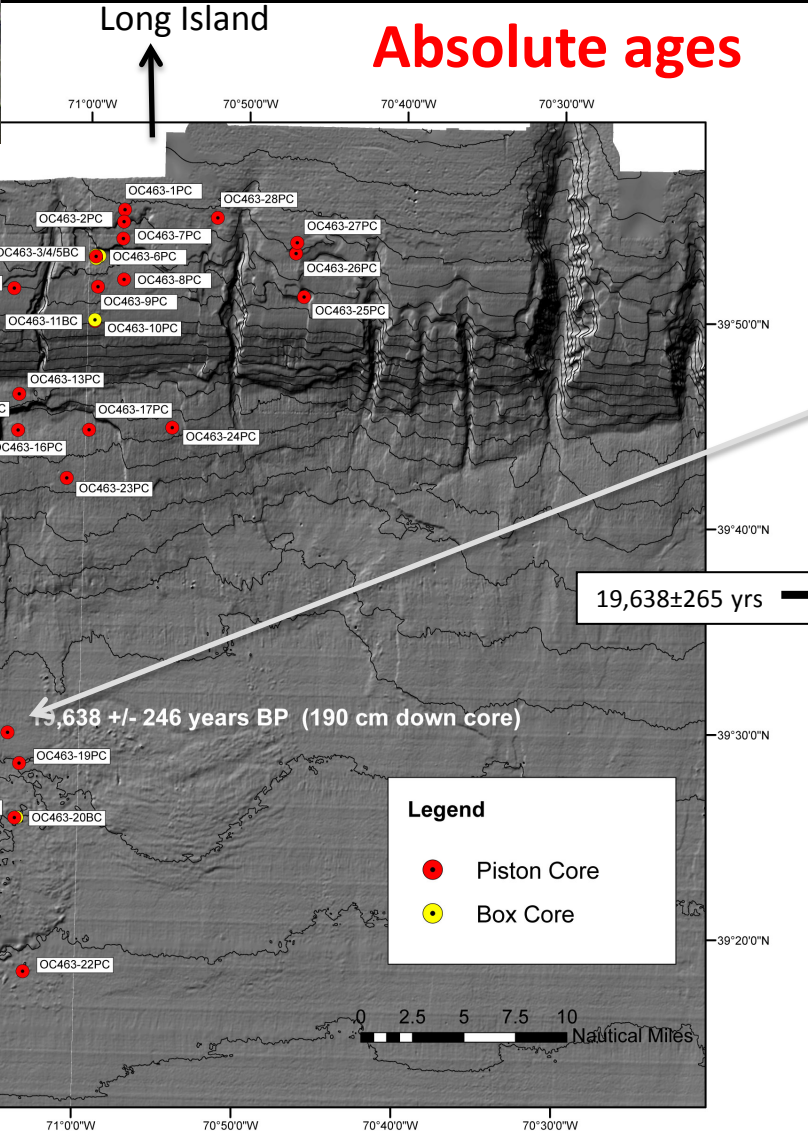 Long Island
Absolute ages
71°0'0"W
70°50'0"W
70°40'0"W
70°30'0"W
OC463-1PC
OC463-28PC
OC463-2PC
OC463-27PC
OC463-7PC
OC463-3/4/5BC
OC463-6PC
OC463-26PC
OC463-8PC
OC463-9PC
OC463-25PC
OC463-11BC
OC463-10PC
39°50'0"N
OC463-13PC
C
OC463-17PC
OC463-24PC
OC463-16PC
OC463-23PC
39°40'0"N
19,638±265 yrs
19,638 +/- 246 years BP (190 cm down core)
39°30'0"N
OC463-19PC
OC463-20BC
Legend
Piston Core
Box Core
39°20'0"N
OC463-22PC
0 2.5 5 7.5 10
Nautical Miles
71°0'0"W
70°50'0"W
70°40'0"W
70°30'0"W